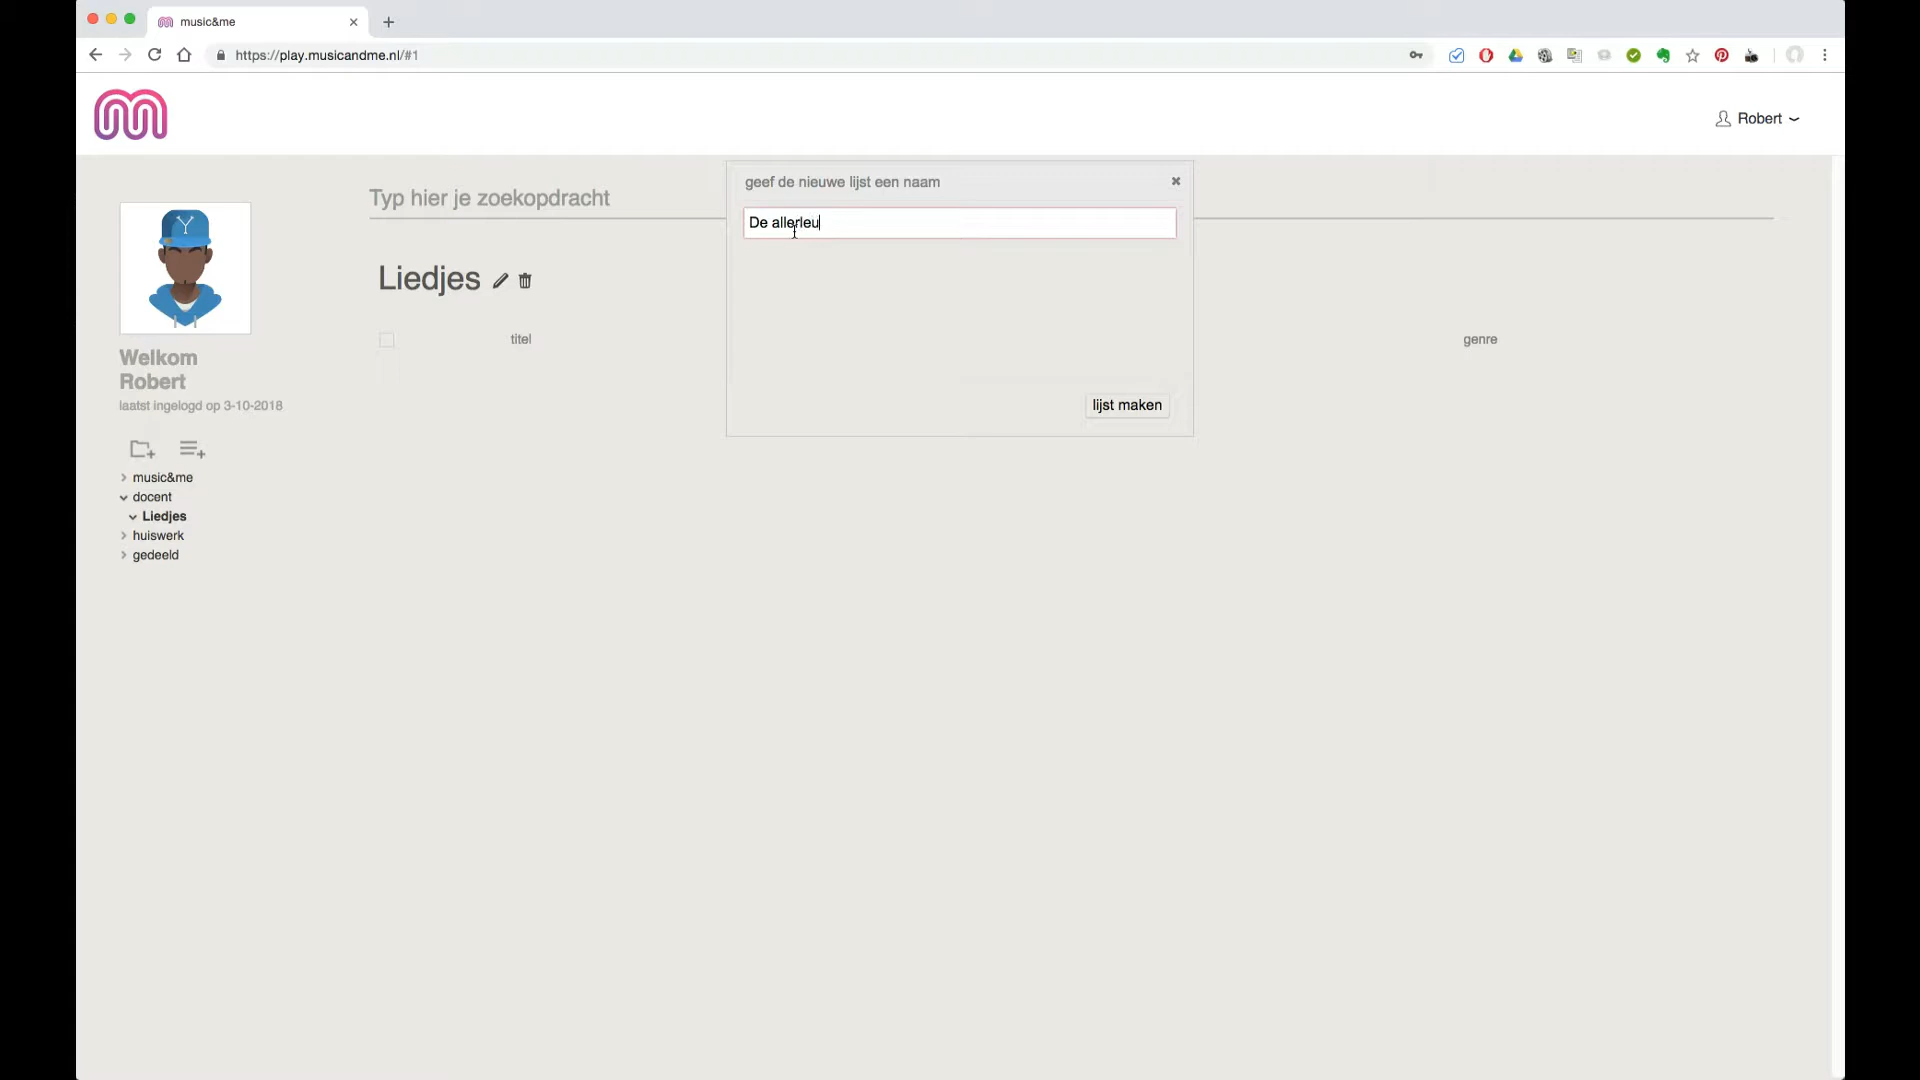 music&me
https://play.musicandme.nl/#1
Robert
Typ hier je zoekopdracht
geef de nieuwe lijst een naam
De allerleu
Liedjes
titel
genre
lijst maken
Y
Welkom
Robert
laatst ingelogd op 3-10-2018
music&me
docent
Liedjes
huiswerk
gedeeld